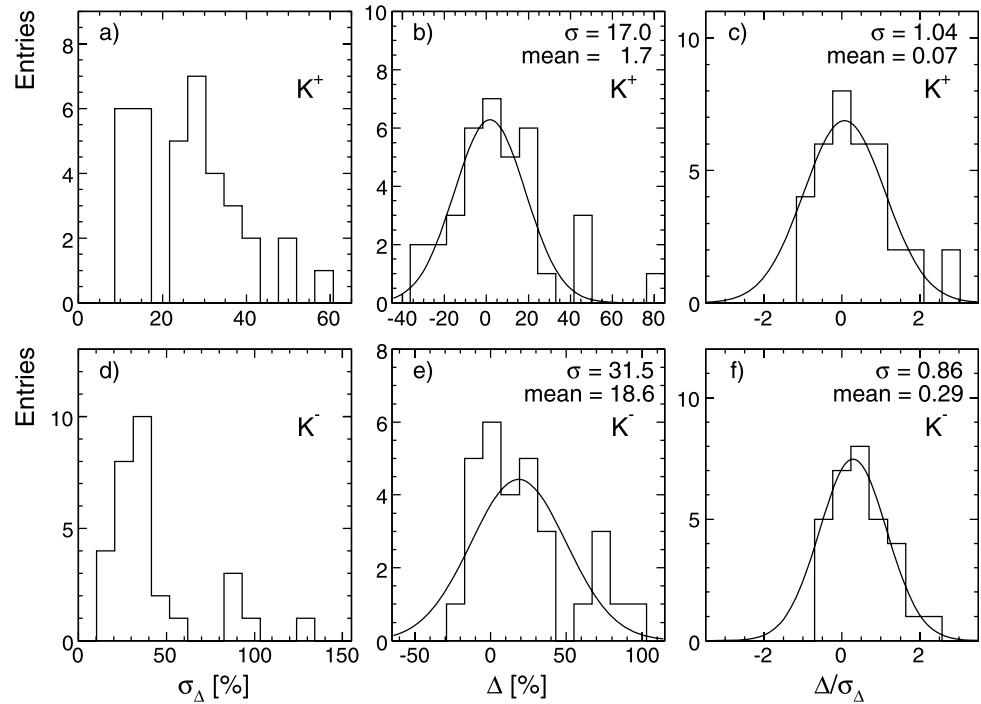 Entries
a)
K+
8
6
4
2
0
0 20 40 60
b)
σ = 17.0
mean = 1.7
K+
10
8
6
4
2
0
-40 -20 0 20 40 60 80
c)
σ = 1.04
mean = 0.07
K+
10
5
0
-2 0 2
Entries
d)
K-
10
5
0
0 50 100 150
σΔ [%]
e)
σ = 31.5
mean = 18.6
K-
8
6
4
2
0
-50 0 50 100
Δ [%]
f)
σ = 0.86
mean = 0.29
K-
10
5
0
-2 0 2
Δ/σΔ